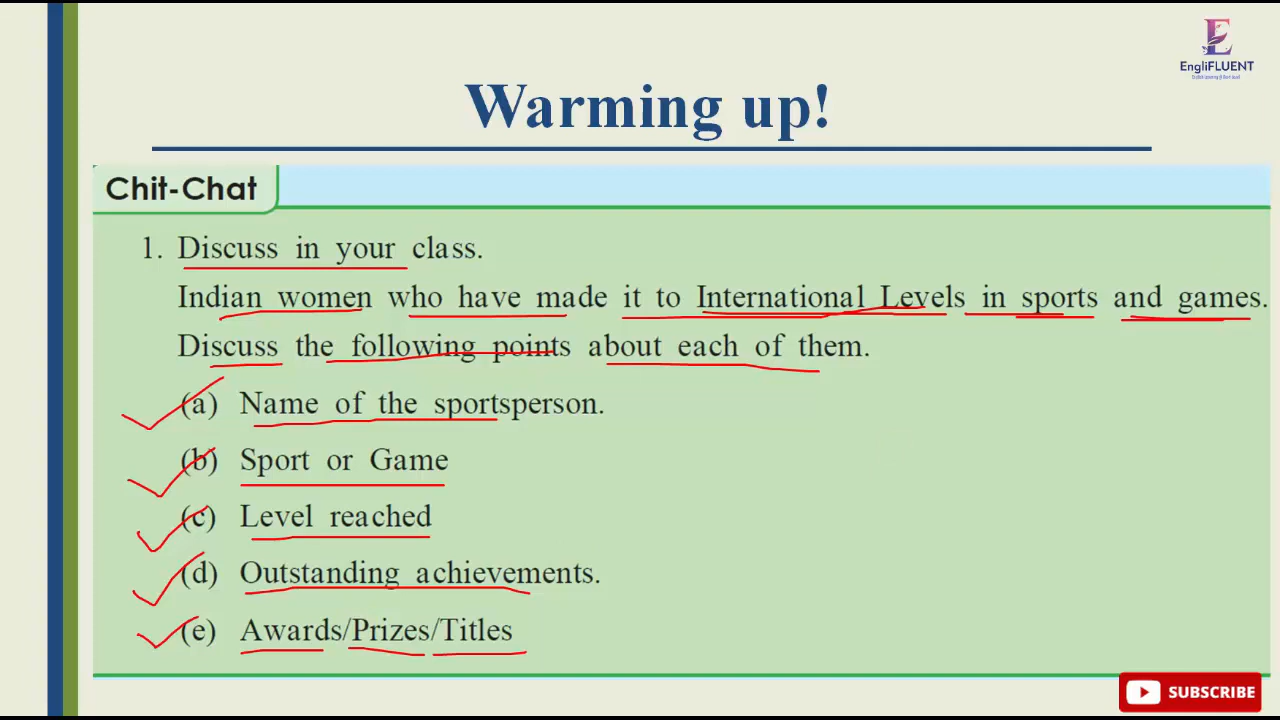 EngliFLUENT
Warming up!
Chit-Chat
1. Discuss in your class.
Indian women who have made it to International Levels in sports and games.
Discuss the following points about each of them.
(a) Name of the sportsperson.
(b) Sport or Game
(c) Level reached
(d) Outstanding achievements.
(e) Awards/Prizes/Titles
SUBSCRIBE